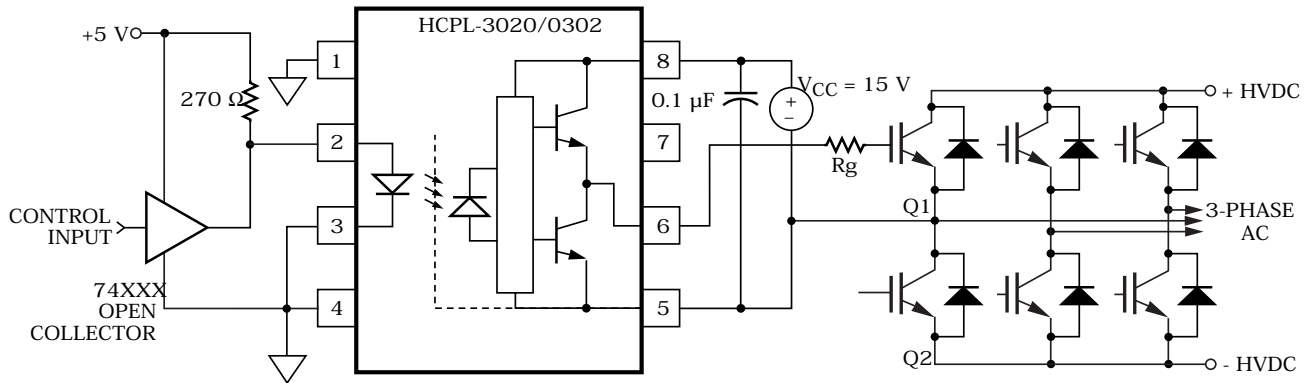 HCPL-3020/0302
+5 V
270 Ω
1
2
3
4
8
7
6
5
0.1 µF
VCC = 15 V
+
–
Rg
+ HVDC
Q1
3-PHASE
AC
Q2
- HVDC
CONTROL
INPUT
74XXX
OPEN
COLLECTOR